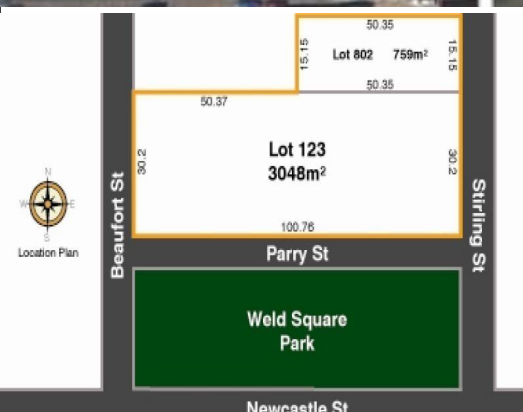 50.35
15.15
Lot 802 759m²
15.15
50.35
50.37
30.2
Lot 123
3048m²
30.2
100.76
N
W
E
S
Location Plan
Beaufort St
Stirling St
Parry St
Weld Square
Park
Newcastle St